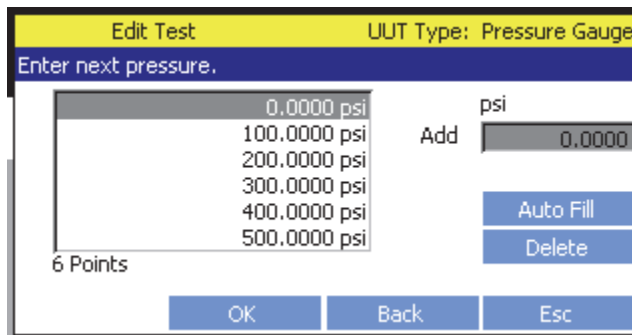 Edit Test UUT Type: Pressure Gauge
Enter next pressure.
0.0000 psi
100.0000 psi
200.0000 psi
300.0000 psi
400.0000 psi
500.0000 psi
6 Points
psi
Add 0.0000
Auto Fill
Delete
OK Back Esc